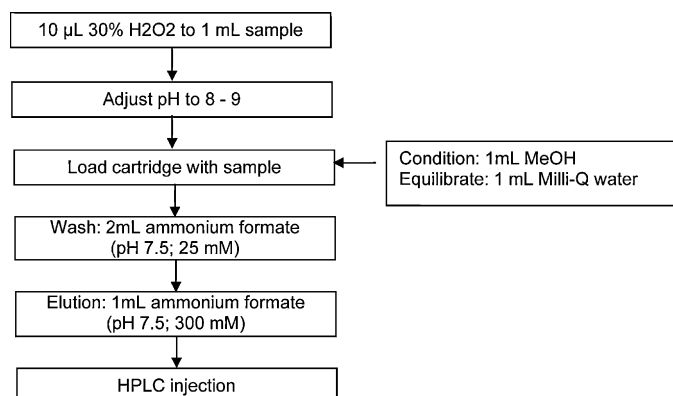 10 µL 30% H2O2 to 1 mL sample
Adjust pH to 8 - 9
Load cartridge with sample
Condition: 1mL MeOH
Equilibrate: 1 mL Milli-Q water
Wash: 2mL ammonium formate
(pH 7.5; 25 mM)
Elution: 1mL ammonium formate
(pH 7.5; 300 mM)
HPLC injection